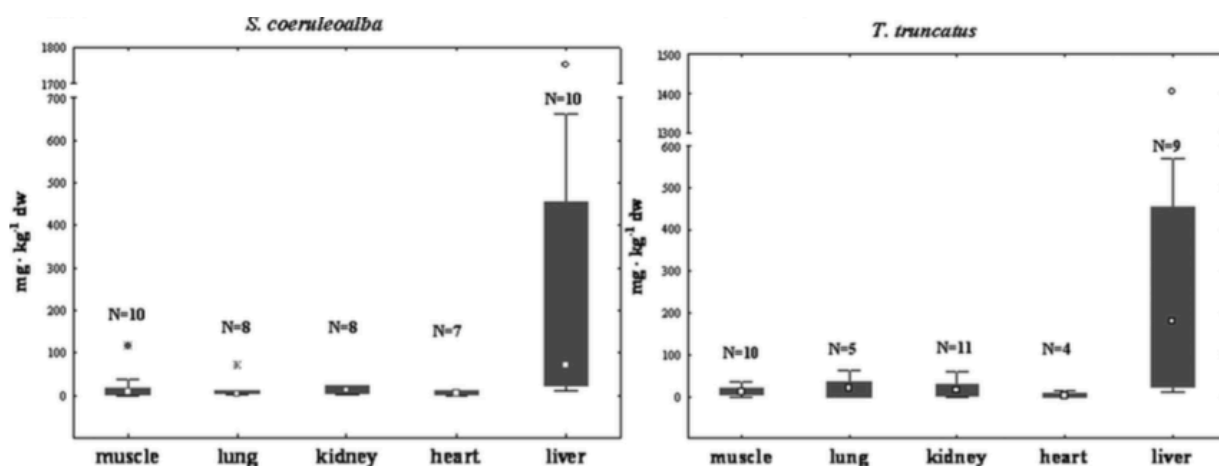 S. coeruleoalba
1800
1700
700
600
500
400
300
200
100
0
mg · kg⁻¹ dw
N=10
N=8
N=8
N=7
N=10
muscle lung kidney heart liver
T. truncatus
1500
1400
1300
600
500
400
300
200
100
0
mg · kg⁻¹ dw
N=10
N=5
N=11
N=4
N=9
muscle lung kidney heart liver